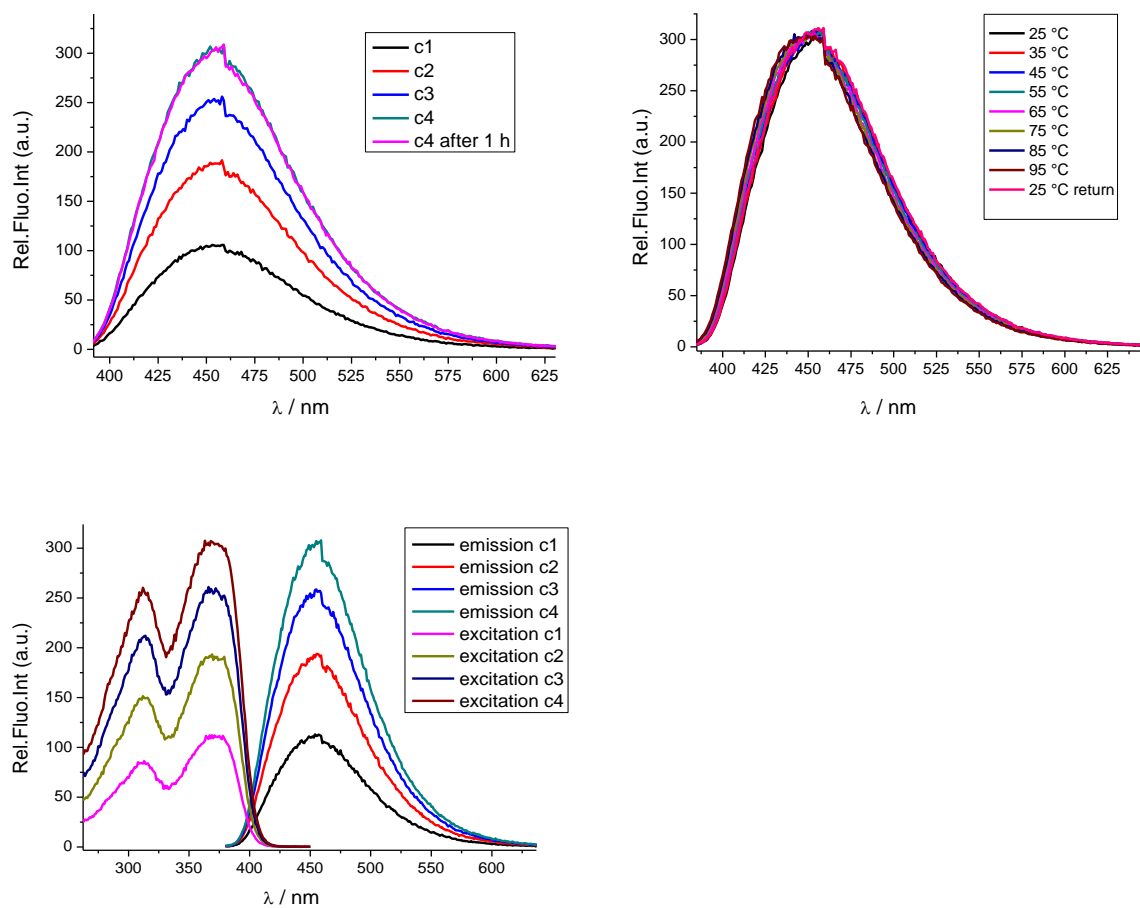 Rel.Fluo.Int (a.u.)
300
250
200
150
100
50
0
400 425 450 475 500 525 550 575 600 625
λ / nm
c1
c2
c3
c4
c4 after 1 h
Rel.Fluo.Int (a.u.)
300
250
200
150
100
50
0
400 425 450 475 500 525 550 575 600 625
λ / nm
25 °C
35 °C
45 °C
55 °C
65 °C
75 °C
85 °C
95 °C
25 °C return
Rel.Fluo.Int (a.u.)
300
250
200
150
100
50
0
300 350 400 450 500 550 600
λ / nm
emission c1
emission c2
emission c3
emission c4
excitation c1
excitation c2
excitation c3
excitation c4